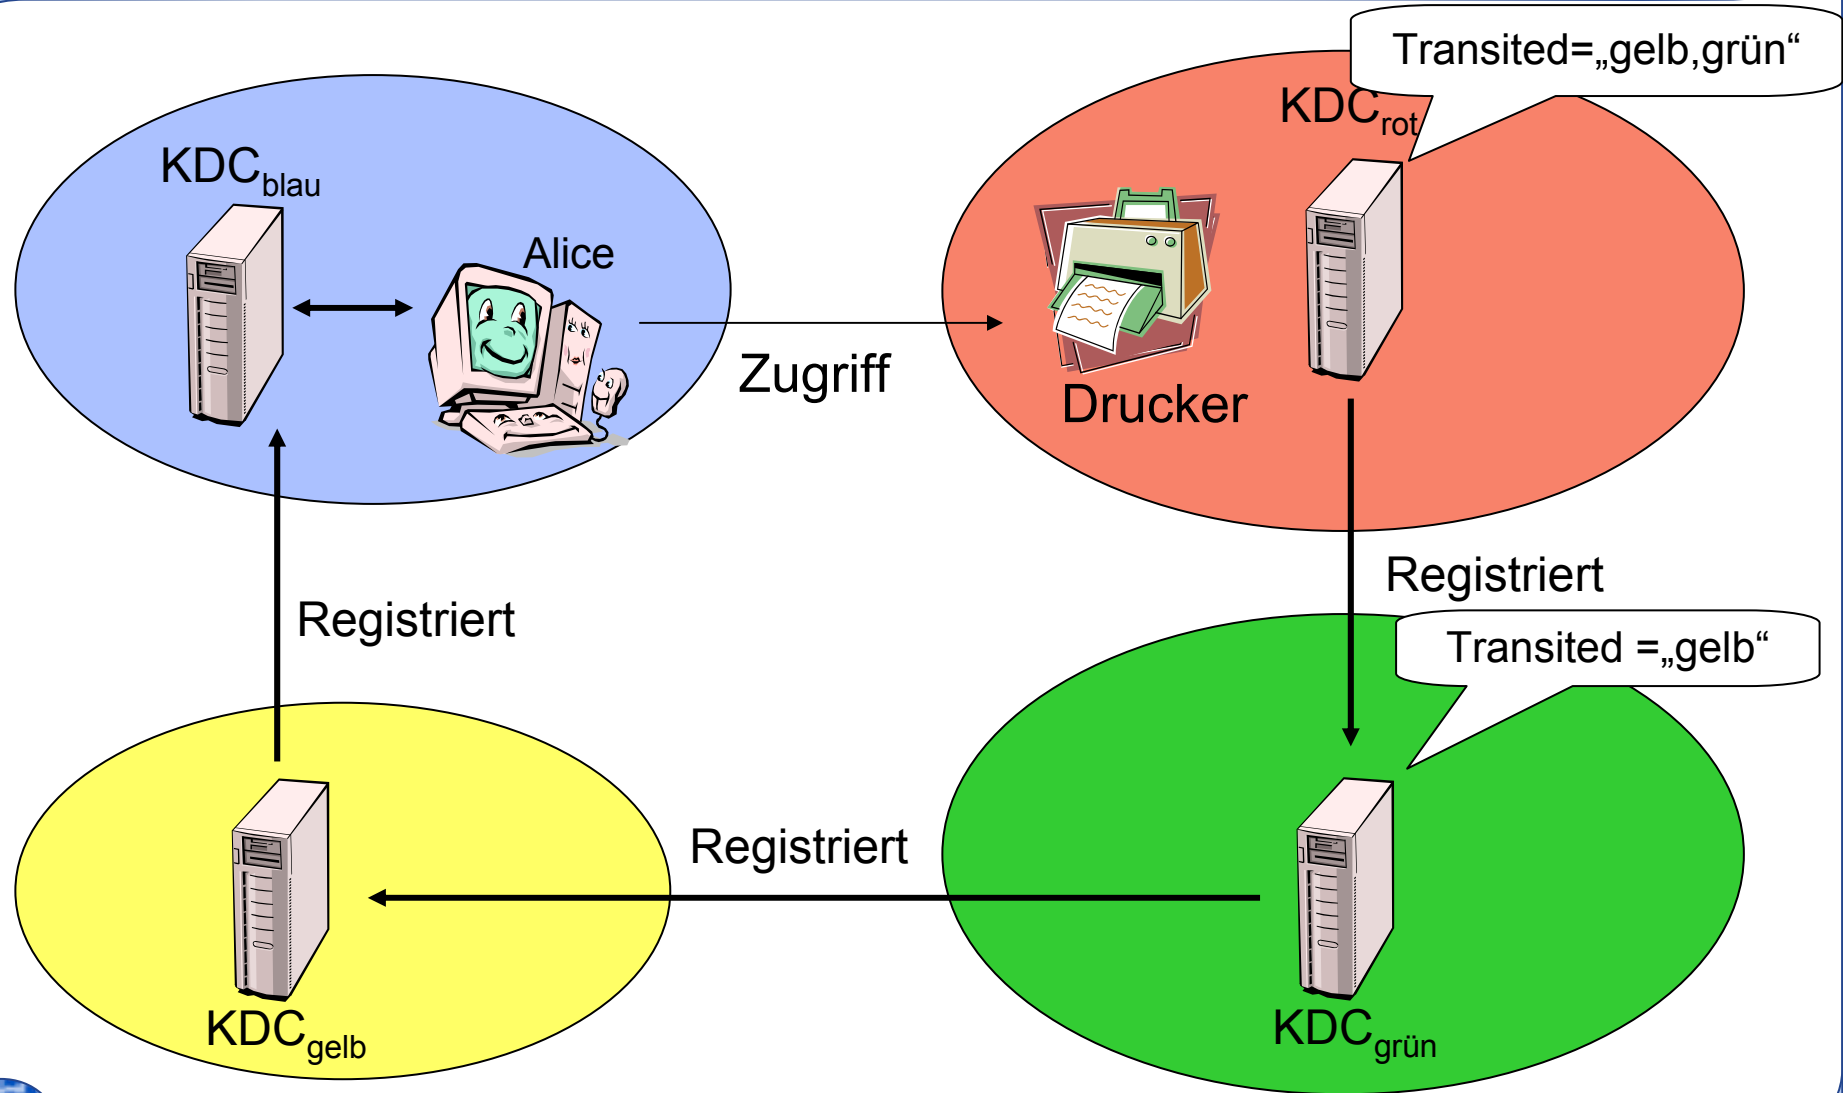 Transited=„gelb,grün“
KDCrot
KDCblau
Alice
Zugriff
Drucker
Registriert
Registriert
Transited =„gelb“
Registriert
KDCgelb
KDCgrün